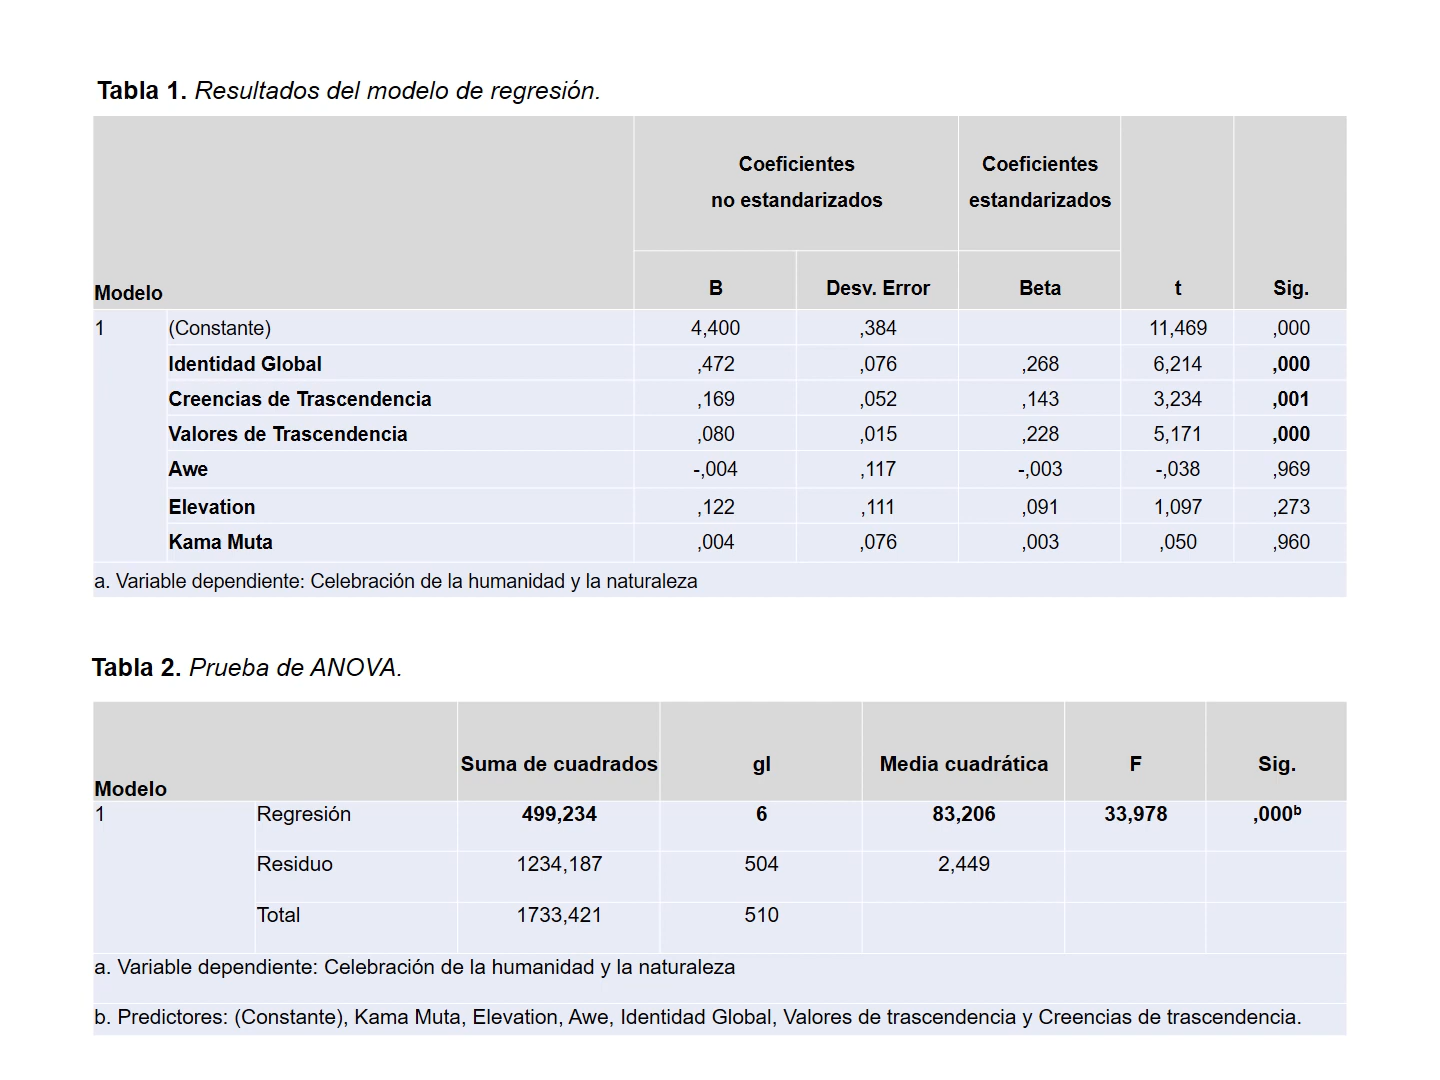 Tabla 1. Resultados del modelo de regresión.
Modelo
Coeficientes
no estandarizados
Coeficientes
estandarizados
t
Sig.
B
Desv. Error
Beta
1 (Constante) 4,400 ,384 11,469 ,000
Identidad Global ,472 ,076 ,268 6,214 ,000
Creencias de Trascendencia ,169 ,052 ,143 3,234 ,001
Valores de Trascendencia ,080 ,015 ,228 5,171 ,000
Awe -,004 ,117 -,003 -,038 ,969
Elevation ,122 ,111 ,091 1,097 ,273
Kama Muta ,004 ,076 ,003 ,050 ,960
a. Variable dependiente: Celebración de la humanidad y la naturaleza
Tabla 2. Prueba de ANOVA.
Modelo Suma de cuadrados gl Media cuadrática F Sig.
1 Regresión 499,234 6 83,206 33,978 ,000b
Residuo 1234,187 504 2,449
Total 1733,421 510
a. Variable dependiente: Celebración de la humanidad y la naturaleza
b. Predictores: (Constante), Kama Muta, Elevation, Awe, Identidad Global, Valores de trascendencia y Creencias de trascendencia.